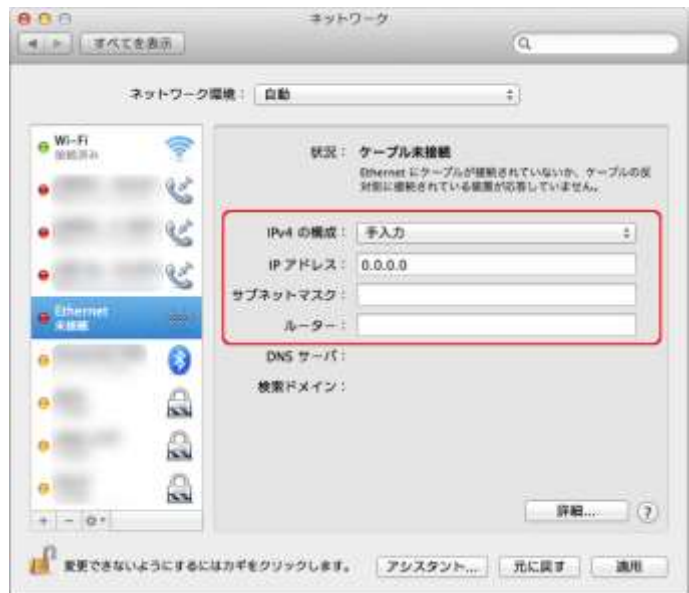 ネットワーク
すべてを表示
ネットワーク環境： 自動
Wi-Fi
接続済み
Ethernet
未接続
状況： ケーブル未接続
Ethernet にケーブルが接続されていないか、ケーブルの反
対側に接続されている装置が応答していません。
IPv4 の構成： 手入力
IP アドレス： 0.0.0.0
サブネットマスク：
ルーター：
DNS サーバ：
検索ドメイン：
詳細... ?
+ −
変更できないようにするにはカギをクリックします。
アシスタント... 元に戻す 適用